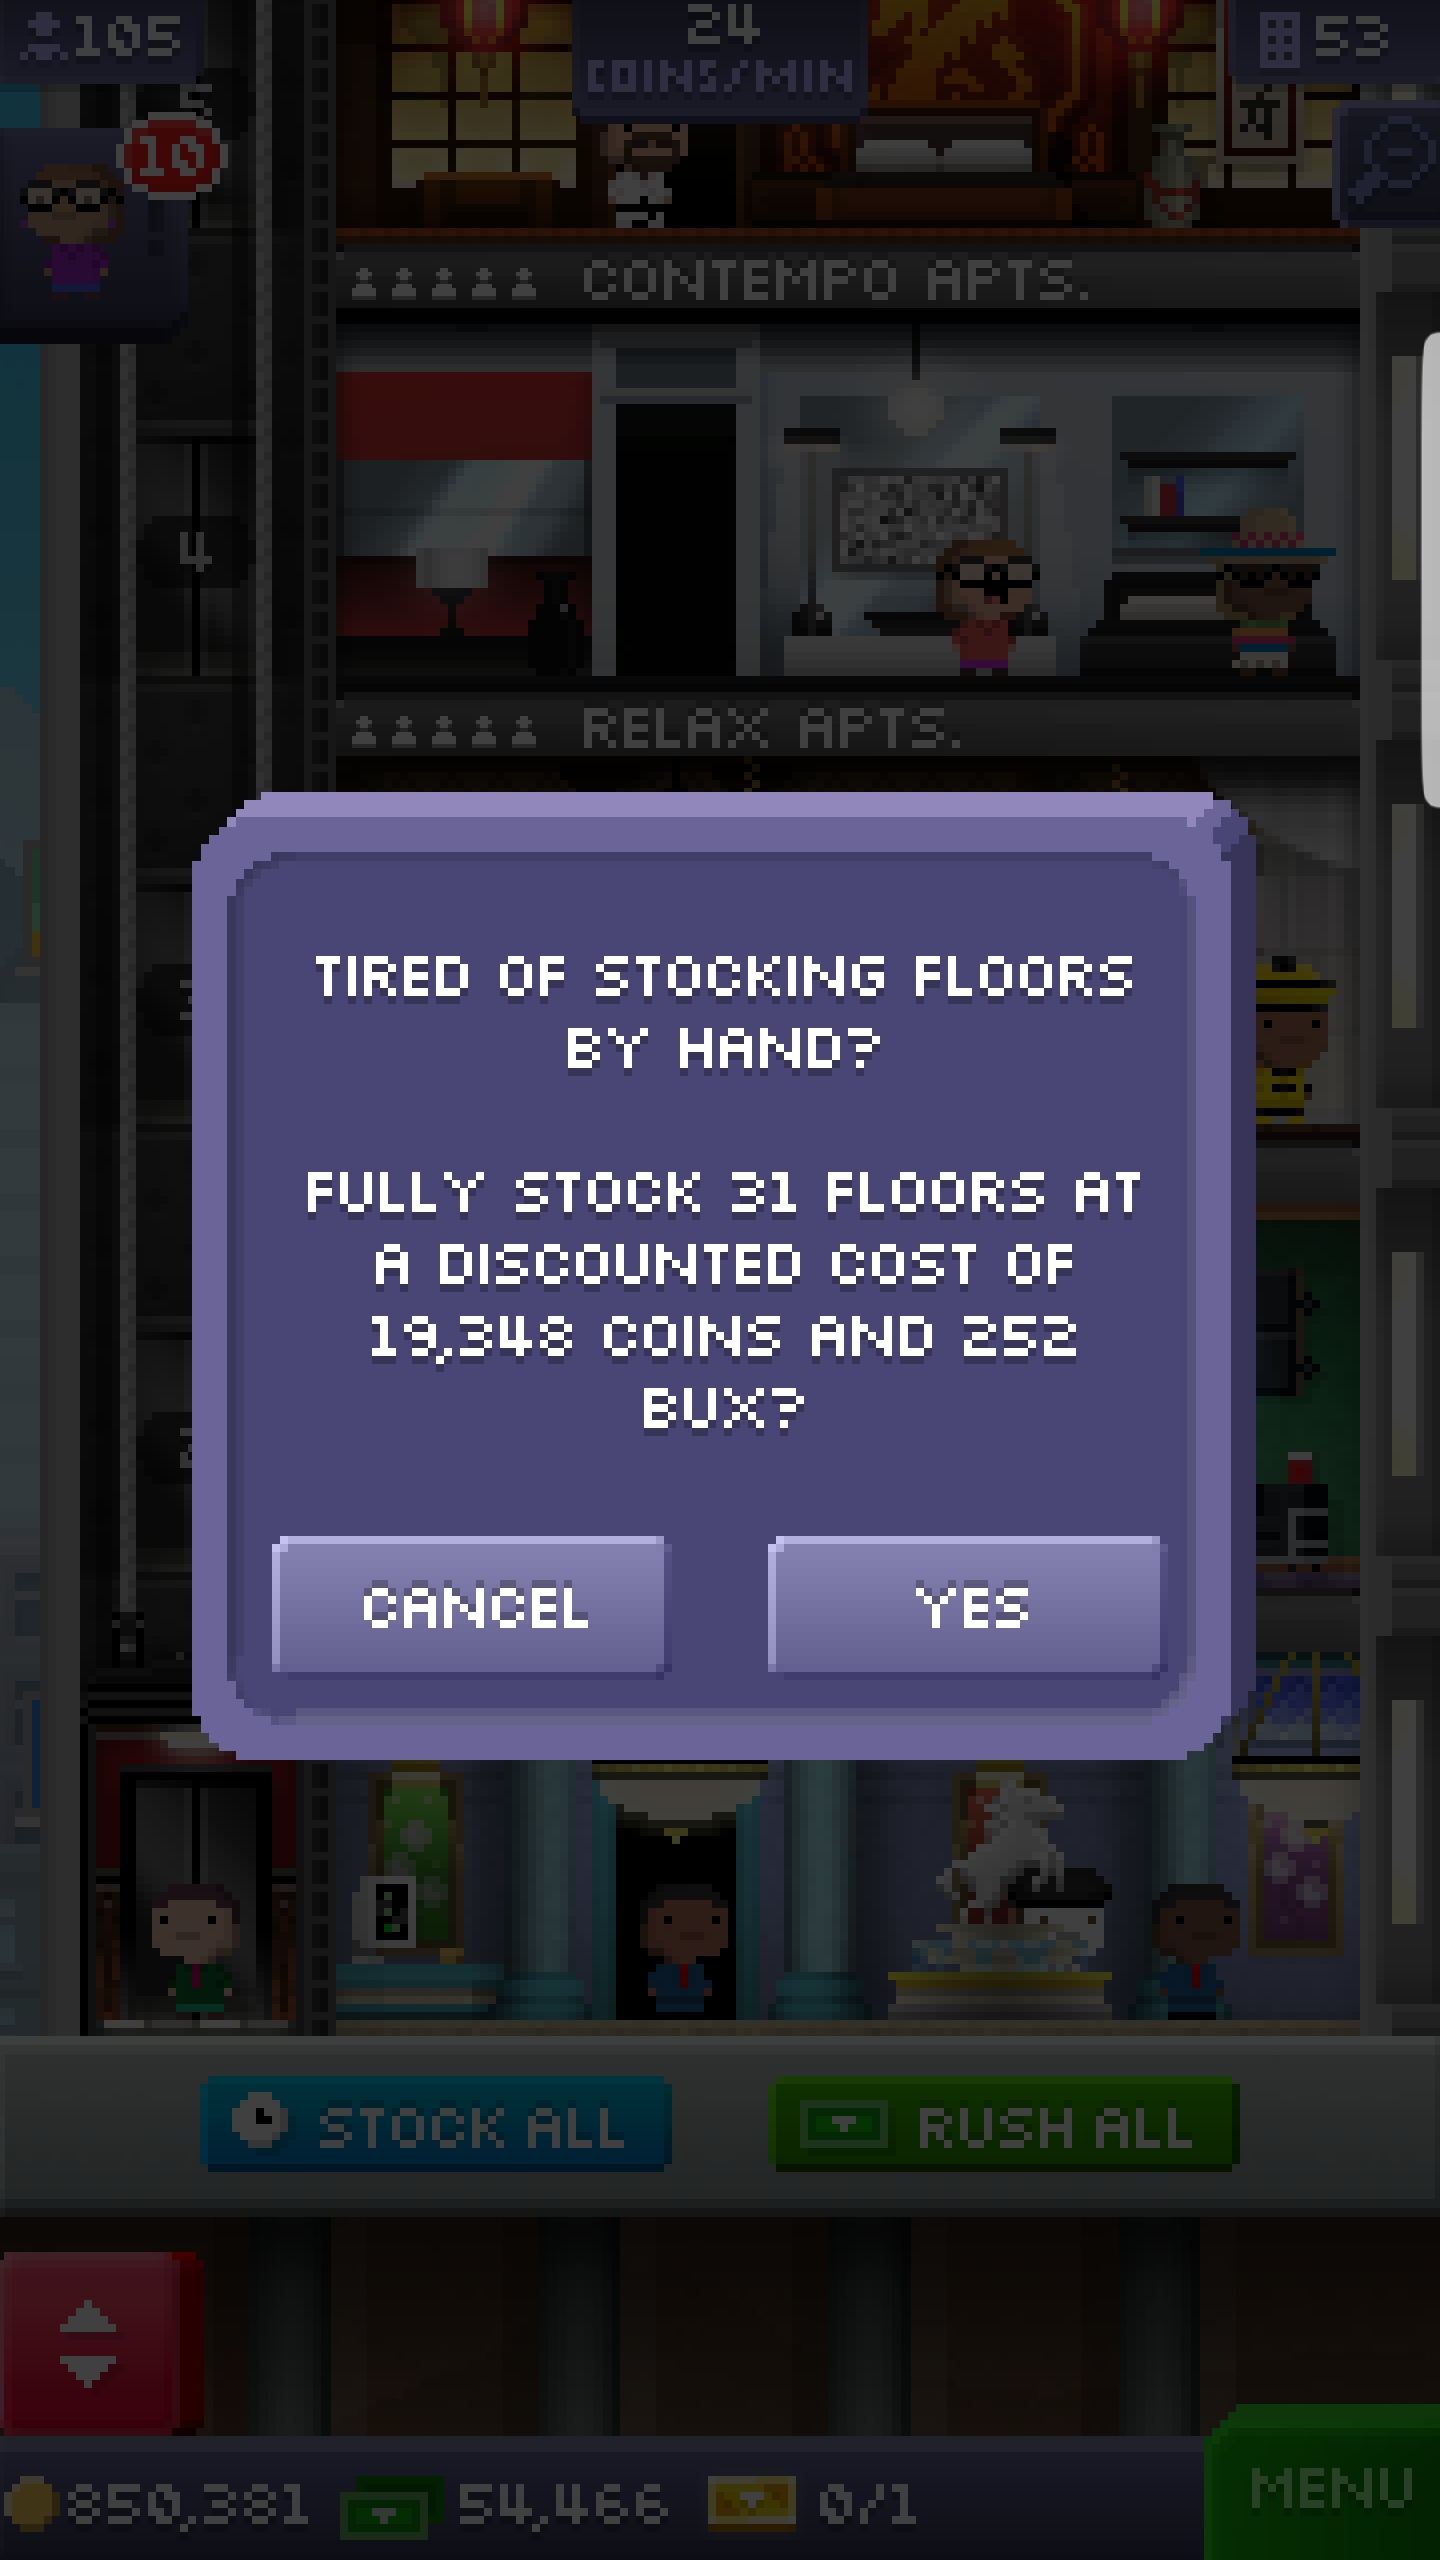 105
24
COINS/MIN
53
10
5
CONTEMPO APTS.
4
RELAX APTS.
TIRED OF STOCKING FLOORS
BY HAND?
FULLY STOCK 31 FLOORS AT
A DISCOUNTED COST OF
19,348 COINS AND 252
BUX?
CANCEL
YES
STOCK ALL
RUSH ALL
850,381
54,466
0/1
MENU